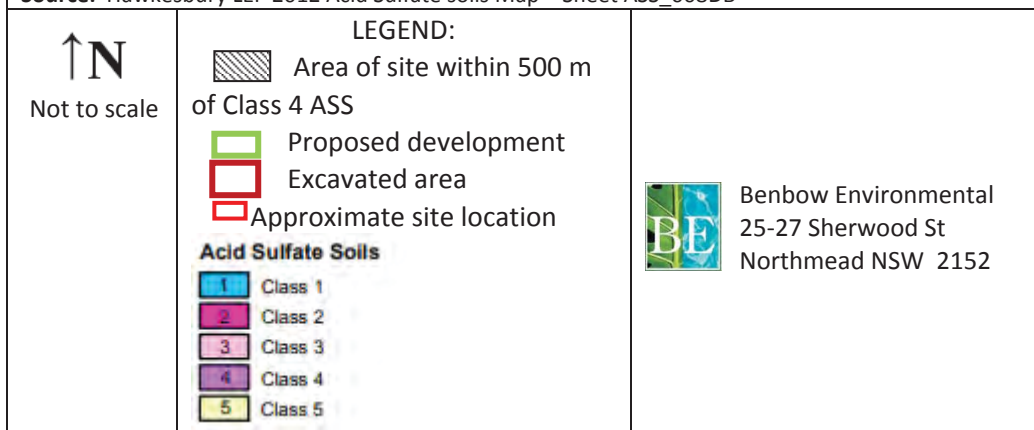 Source: Hawkesbury LEP 2012 Acid Sulfate soils Map – Sheet ASS_008DB
↑N
Not to scale
LEGEND:
Area of site within 500 m
of Class 4 ASS
Proposed development
Excavated area
Approximate site location
Acid Sulfate Soils
1 Class 1
2 Class 2
3 Class 3
4 Class 4
5 Class 5
BE
Benbow Environmental
25-27 Sherwood St
Northmead NSW 2152